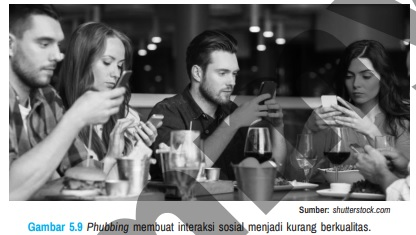 Sumber: shutterstock.com
Gambar 5.9 Phubbing membuat interaksi sosial menjadi kurang berkualitas.